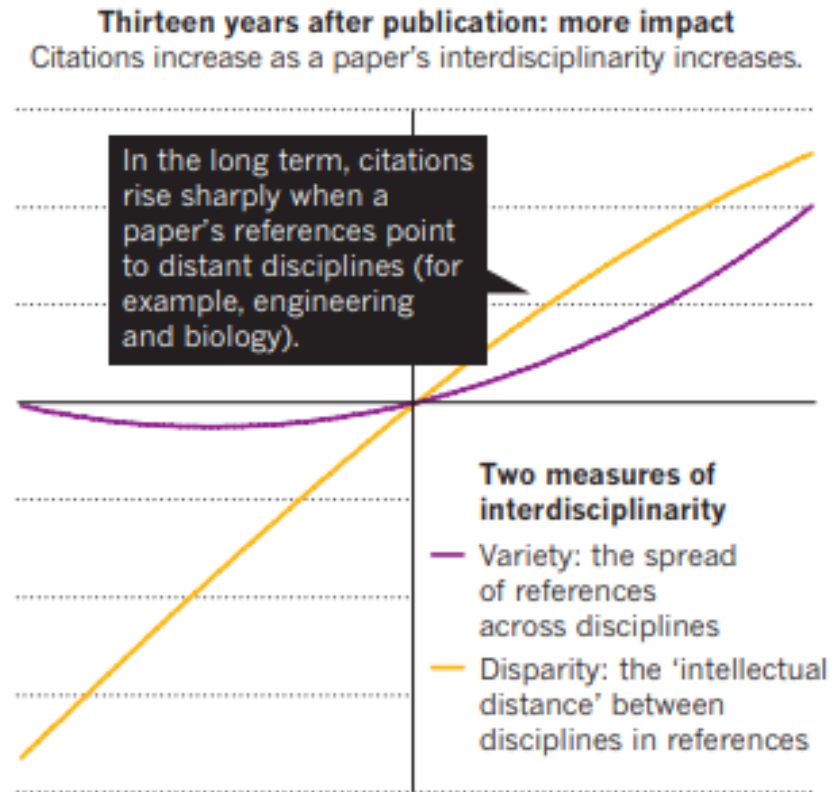 Thirteen years after publication: more impact
Citations increase as a paper's interdisciplinarity increases.
In the long term, citations
rise sharply when a
paper's references point
to distant disciplines (for
example, engineering
and biology).
Two measures of
interdisciplinarity
Variety: the spread
of references
across disciplines
Disparity: the ‘intellectual
distance’ between
disciplines in references